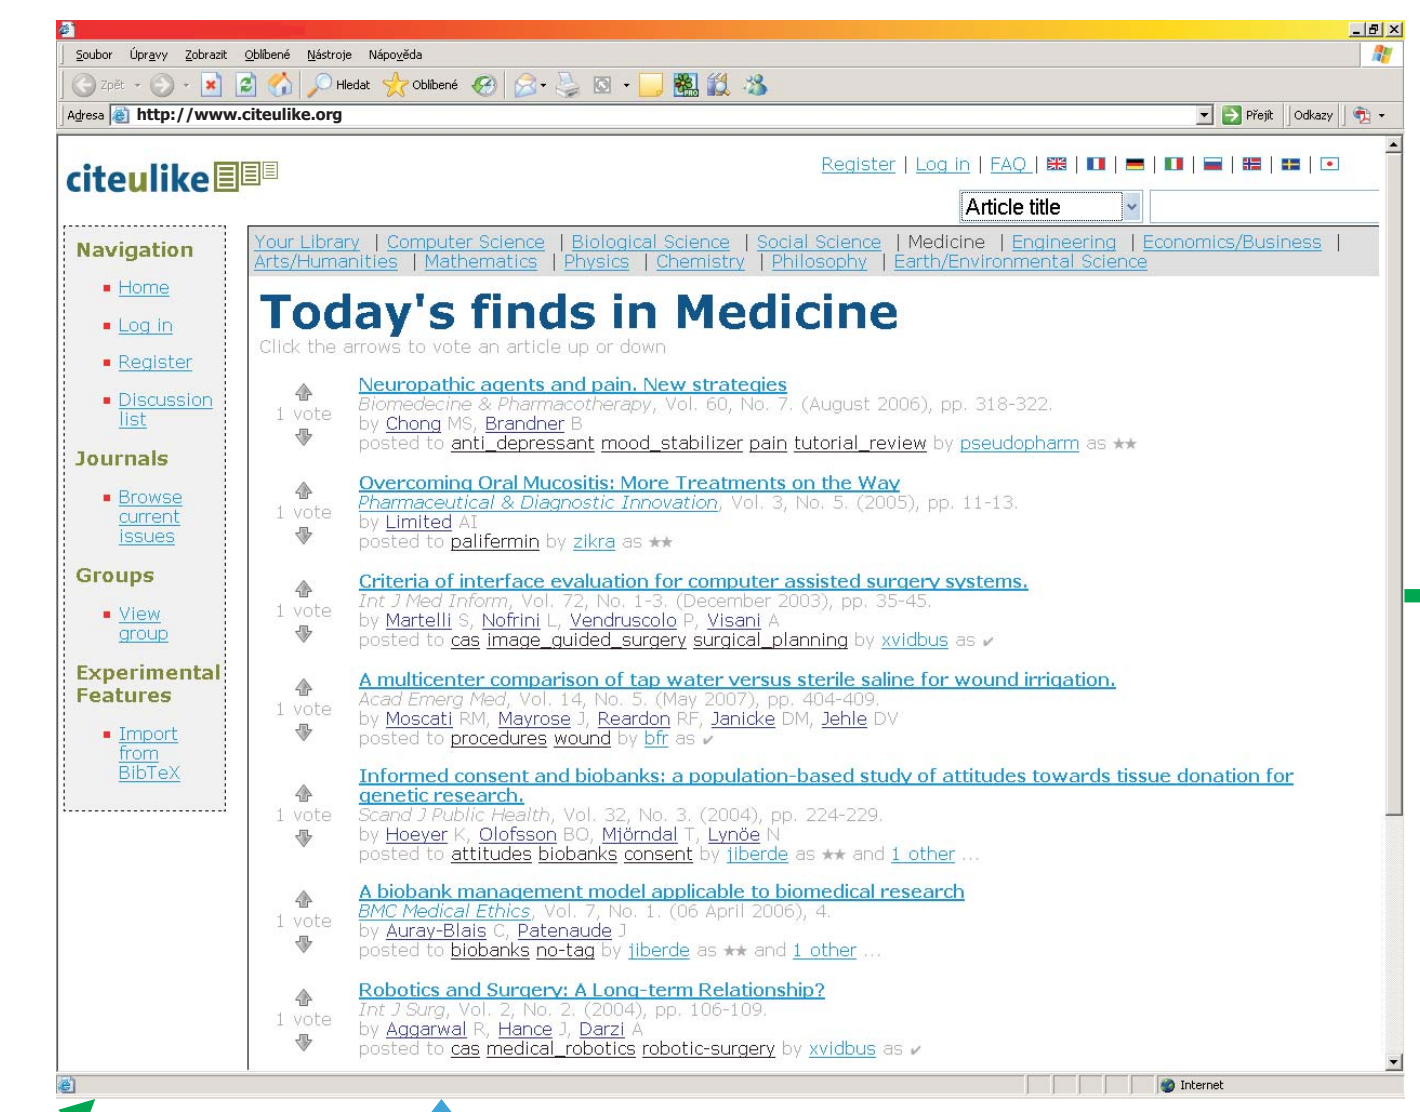 Soubor Úpravy Zobrazit Oblíbené Nástroje Nápověda
Zpět Hledat Oblíbené
Adresa http://www.citeulike.org Přejít Odkazy
citeulike
Register | Log in | FAQ | | | | | | | |
Article title
Navigation
Home
Log in
Register
Discussion
list
Journals
Browse
current
issues
Groups
View
group
Experimental
Features
Import
from
BibTeX
Your Library | Computer Science | Biological Science | Social Science | Medicine | Engineering | Economics/Business |
Arts/Humanities | Mathematics | Physics | Chemistry | Philosophy | Earth/Environmental Science
Today's finds in Medicine
Click the arrows to vote an article up or down
1 vote
Neuropathic agents and pain. New strategies
Biomedecine & Pharmacotherapy, Vol. 60, No. 7. (August 2006), pp. 318-322.
by Chong MS, Brandner B
posted to anti_depressant mood_stabilizer pain tutorial_review by pseudopharm as ★★
1 vote
Overcoming Oral Mucositis: More Treatments on the Way
Pharmaceutical & Diagnostic Innovation, Vol. 3, No. 5. (2005), pp. 11-13.
by Limited AI
posted to palifermin by zikra as ★★
1 vote
Criteria of interface evaluation for computer assisted surgery systems.
Int J Med Inform, Vol. 72, No. 1-3. (December 2003), pp. 35-45.
by Martelli S, Nofrini L, Vendruscolo P, Visani A
posted to cas image_guided_surgery surgical_planning by xvidbus as ✔
1 vote
A multicenter comparison of tap water versus sterile saline for wound irrigation.
Acad Emerg Med, Vol. 14, No. 5. (May 2007), pp. 404-409.
by Moscati RM, Mayrose J, Reardon RF, Janicke DM, Jehle DV
posted to procedures wound by bfr as ✔
1 vote
Informed consent and biobanks: a population-based study of attitudes towards tissue donation for
genetic research.
Scand J Public Health, Vol. 32, No. 3. (2004), pp. 224-229.
by Hoeyer K, Olofsson BO, Mjörndal T, Lynöe N
posted to attitudes biobanks consent by jiberde as ★★ and 1 other ...
1 vote
A biobank management model applicable to biomedical research
BMC Medical Ethics, Vol. 7, No. 1. (06 April 2006), 4.
by Auray-Blais C, Patenaude J
posted to biobanks no-tag by jiberde as ★★ and 1 other ...
1 vote
Robotics and Surgery: A Long-term Relationship?
Int J Surg, Vol. 2, No. 2. (2004), pp. 106-109.
by Aggarwal R, Hance J, Darzi A
posted to cas medical_robotics robotic-surgery by xvidbus as ✔
Internet